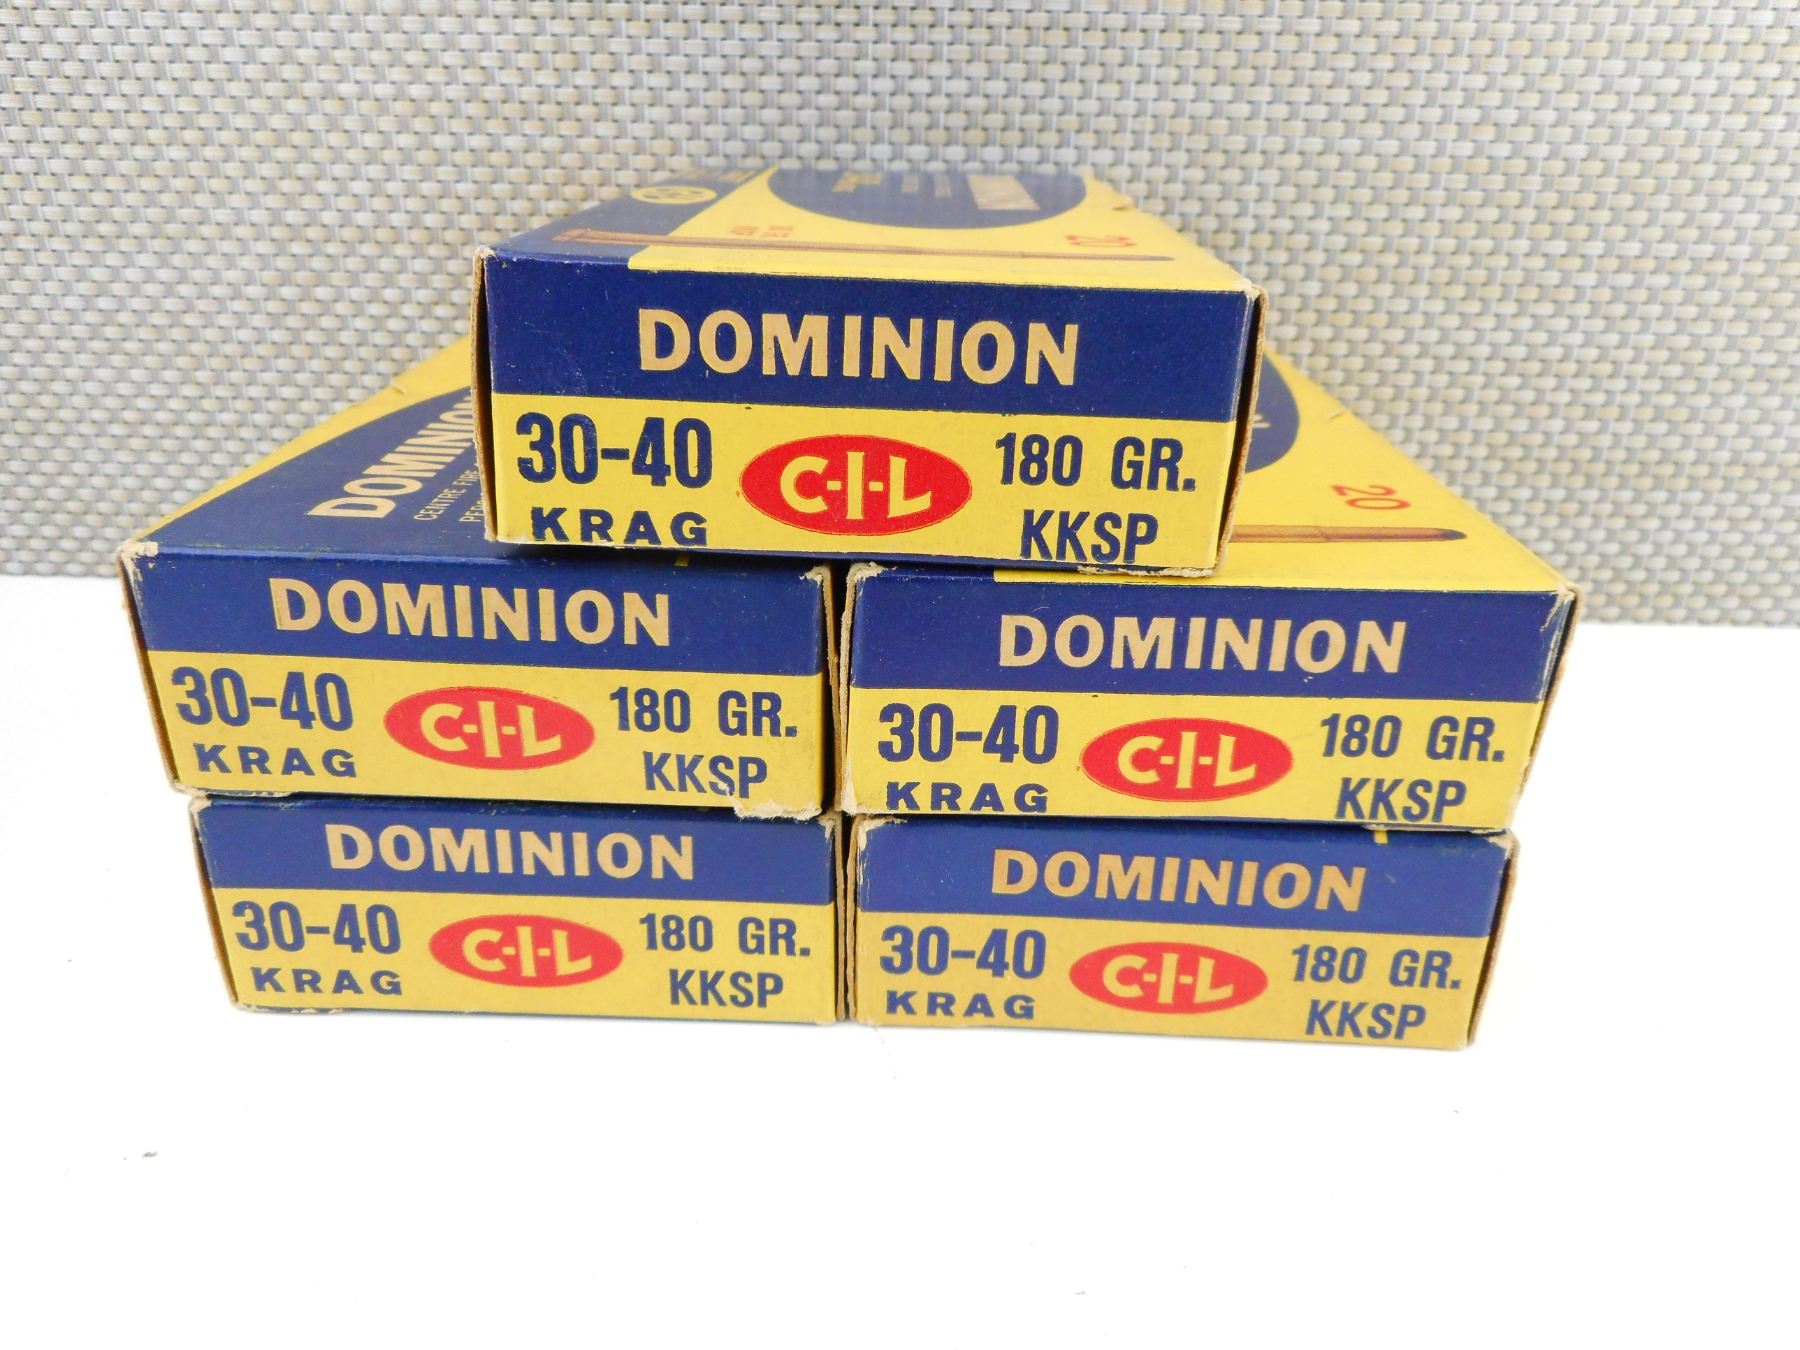 20
DOMINION
30-40
KRAG
C-I-L
180 GR.
KKSP
DOMINION
CENTRE FIRE
20
DOMINION
30-40
KRAG
C-I-L
180 GR.
KKSP
DOMINION
30-40
KRAG
C-I-L
180 GR.
KKSP
DOMINION
30-40
KRAG
C-I-L
180 GR.
KKSP
DOMINION
30-40
KRAG
C-I-L
180 GR.
KKSP